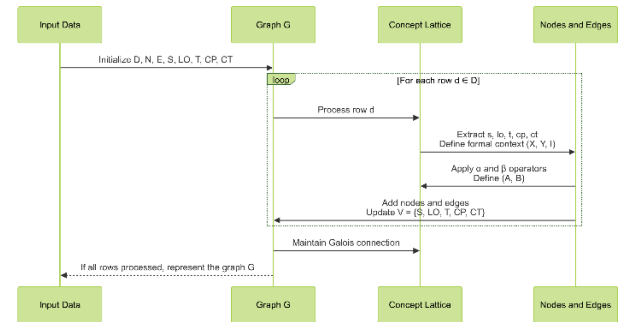 Input Data
Graph G
Concept Lattice
Nodes and Edges
Initialize D, N, E, S, LO, T, CP, CT
loop
[For each row d ∈ D]
Process row d
Extract s, lo, t, cp, ct
Define formal context (X, Y, I)
Apply α and β operators
Define (A, B)
Add nodes and edges
Update V = {S, LO, T, CP, CT}
Maintain Galois connection
If all rows processed, represent the graph G
Input Data
Graph G
Concept Lattice
Nodes and Edges